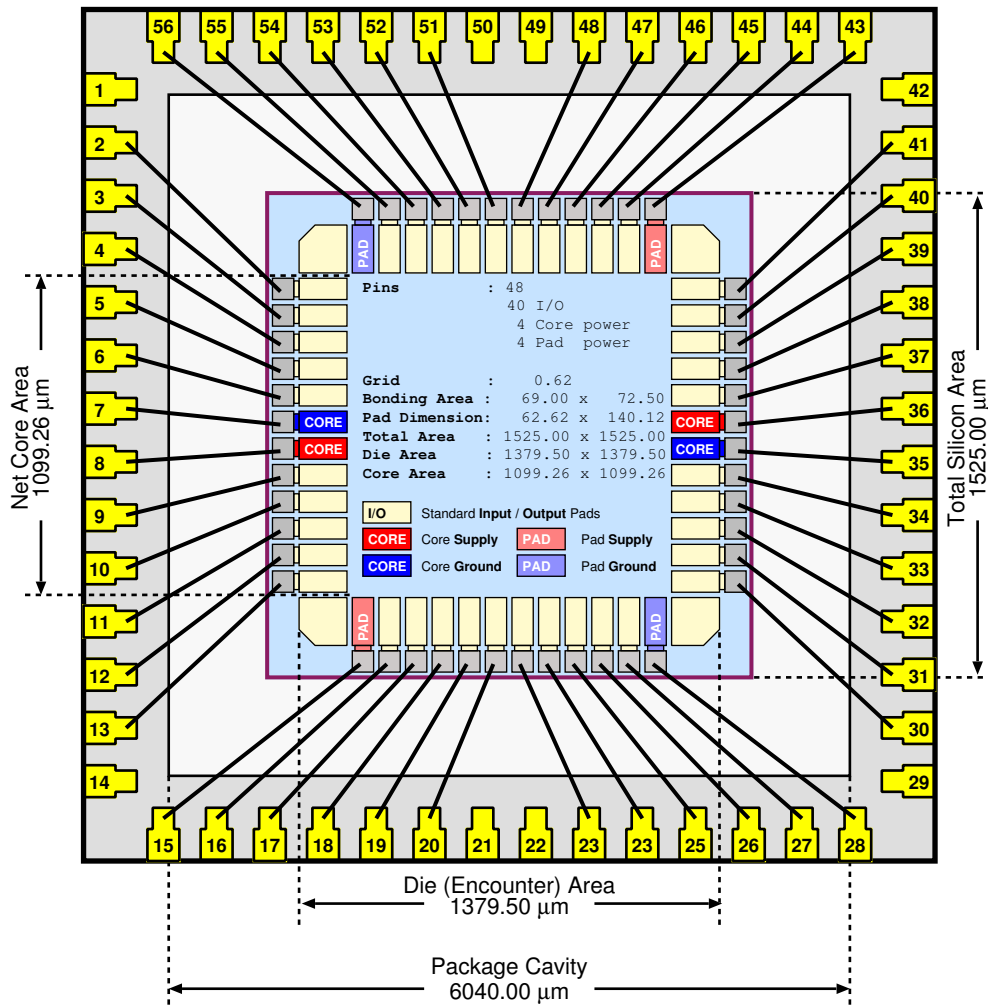 56 55 54 53 52 51 50 49 48 47 46 45 44 43
1
2
3
4
5
6
7
8
9
10
11
12
13
14
42
41
40
39
38
37
36
35
34
33
32
31
30
29
Net Core Area
1099.26 µm
Total Silicon Area
1525.00 µm
PAD
PAD
Pins : 48
40 I/O
4 Core power
4 Pad power
Grid : 0.62
Bonding Area : 69.00 x 72.50
Pad Dimension: 62.62 x 140.12
Total Area : 1525.00 x 1525.00
Die Area : 1379.50 x 1379.50
Core Area : 1099.26 x 1099.26
CORE
CORE
CORE
CORE
I/O Standard Input / Output Pads
CORE Core Supply PAD Pad Supply
CORE Core Ground PAD Pad Ground
PAD
PAD
15 16 17 18 19 20 21 22 23 23 25 26 27 28
Die (Encounter) Area
1379.50 µm
Package Cavity
6040.00 µm